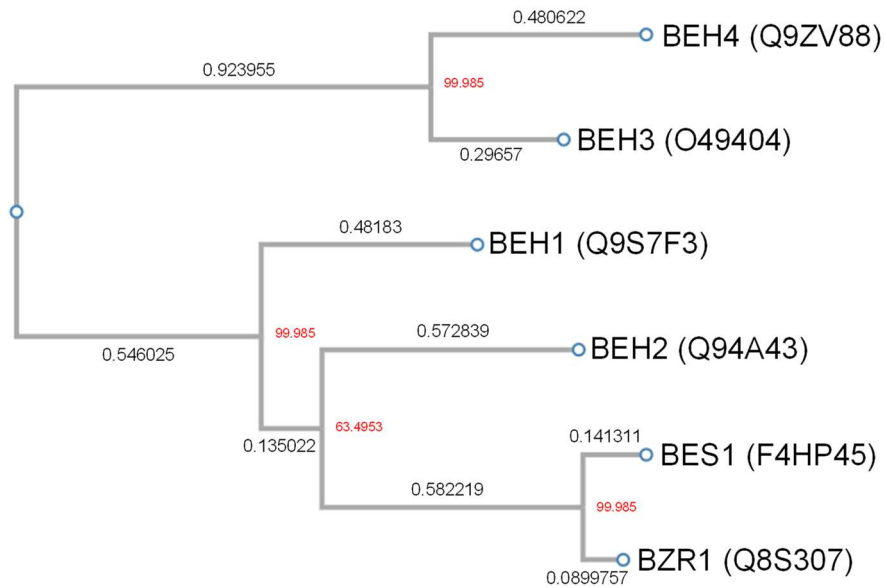 0.480622
BEH4 (Q9ZV88)
0.923955
99.985
BEH3 (O49404)
0.29657
0.48183
BEH1 (Q9S7F3)
99.985
0.546025
0.572839
BEH2 (Q94A43)
63.4953
0.135022
0.141311
BES1 (F4HP45)
0.582219
99.985
BZR1 (Q8S307)
0.0899757